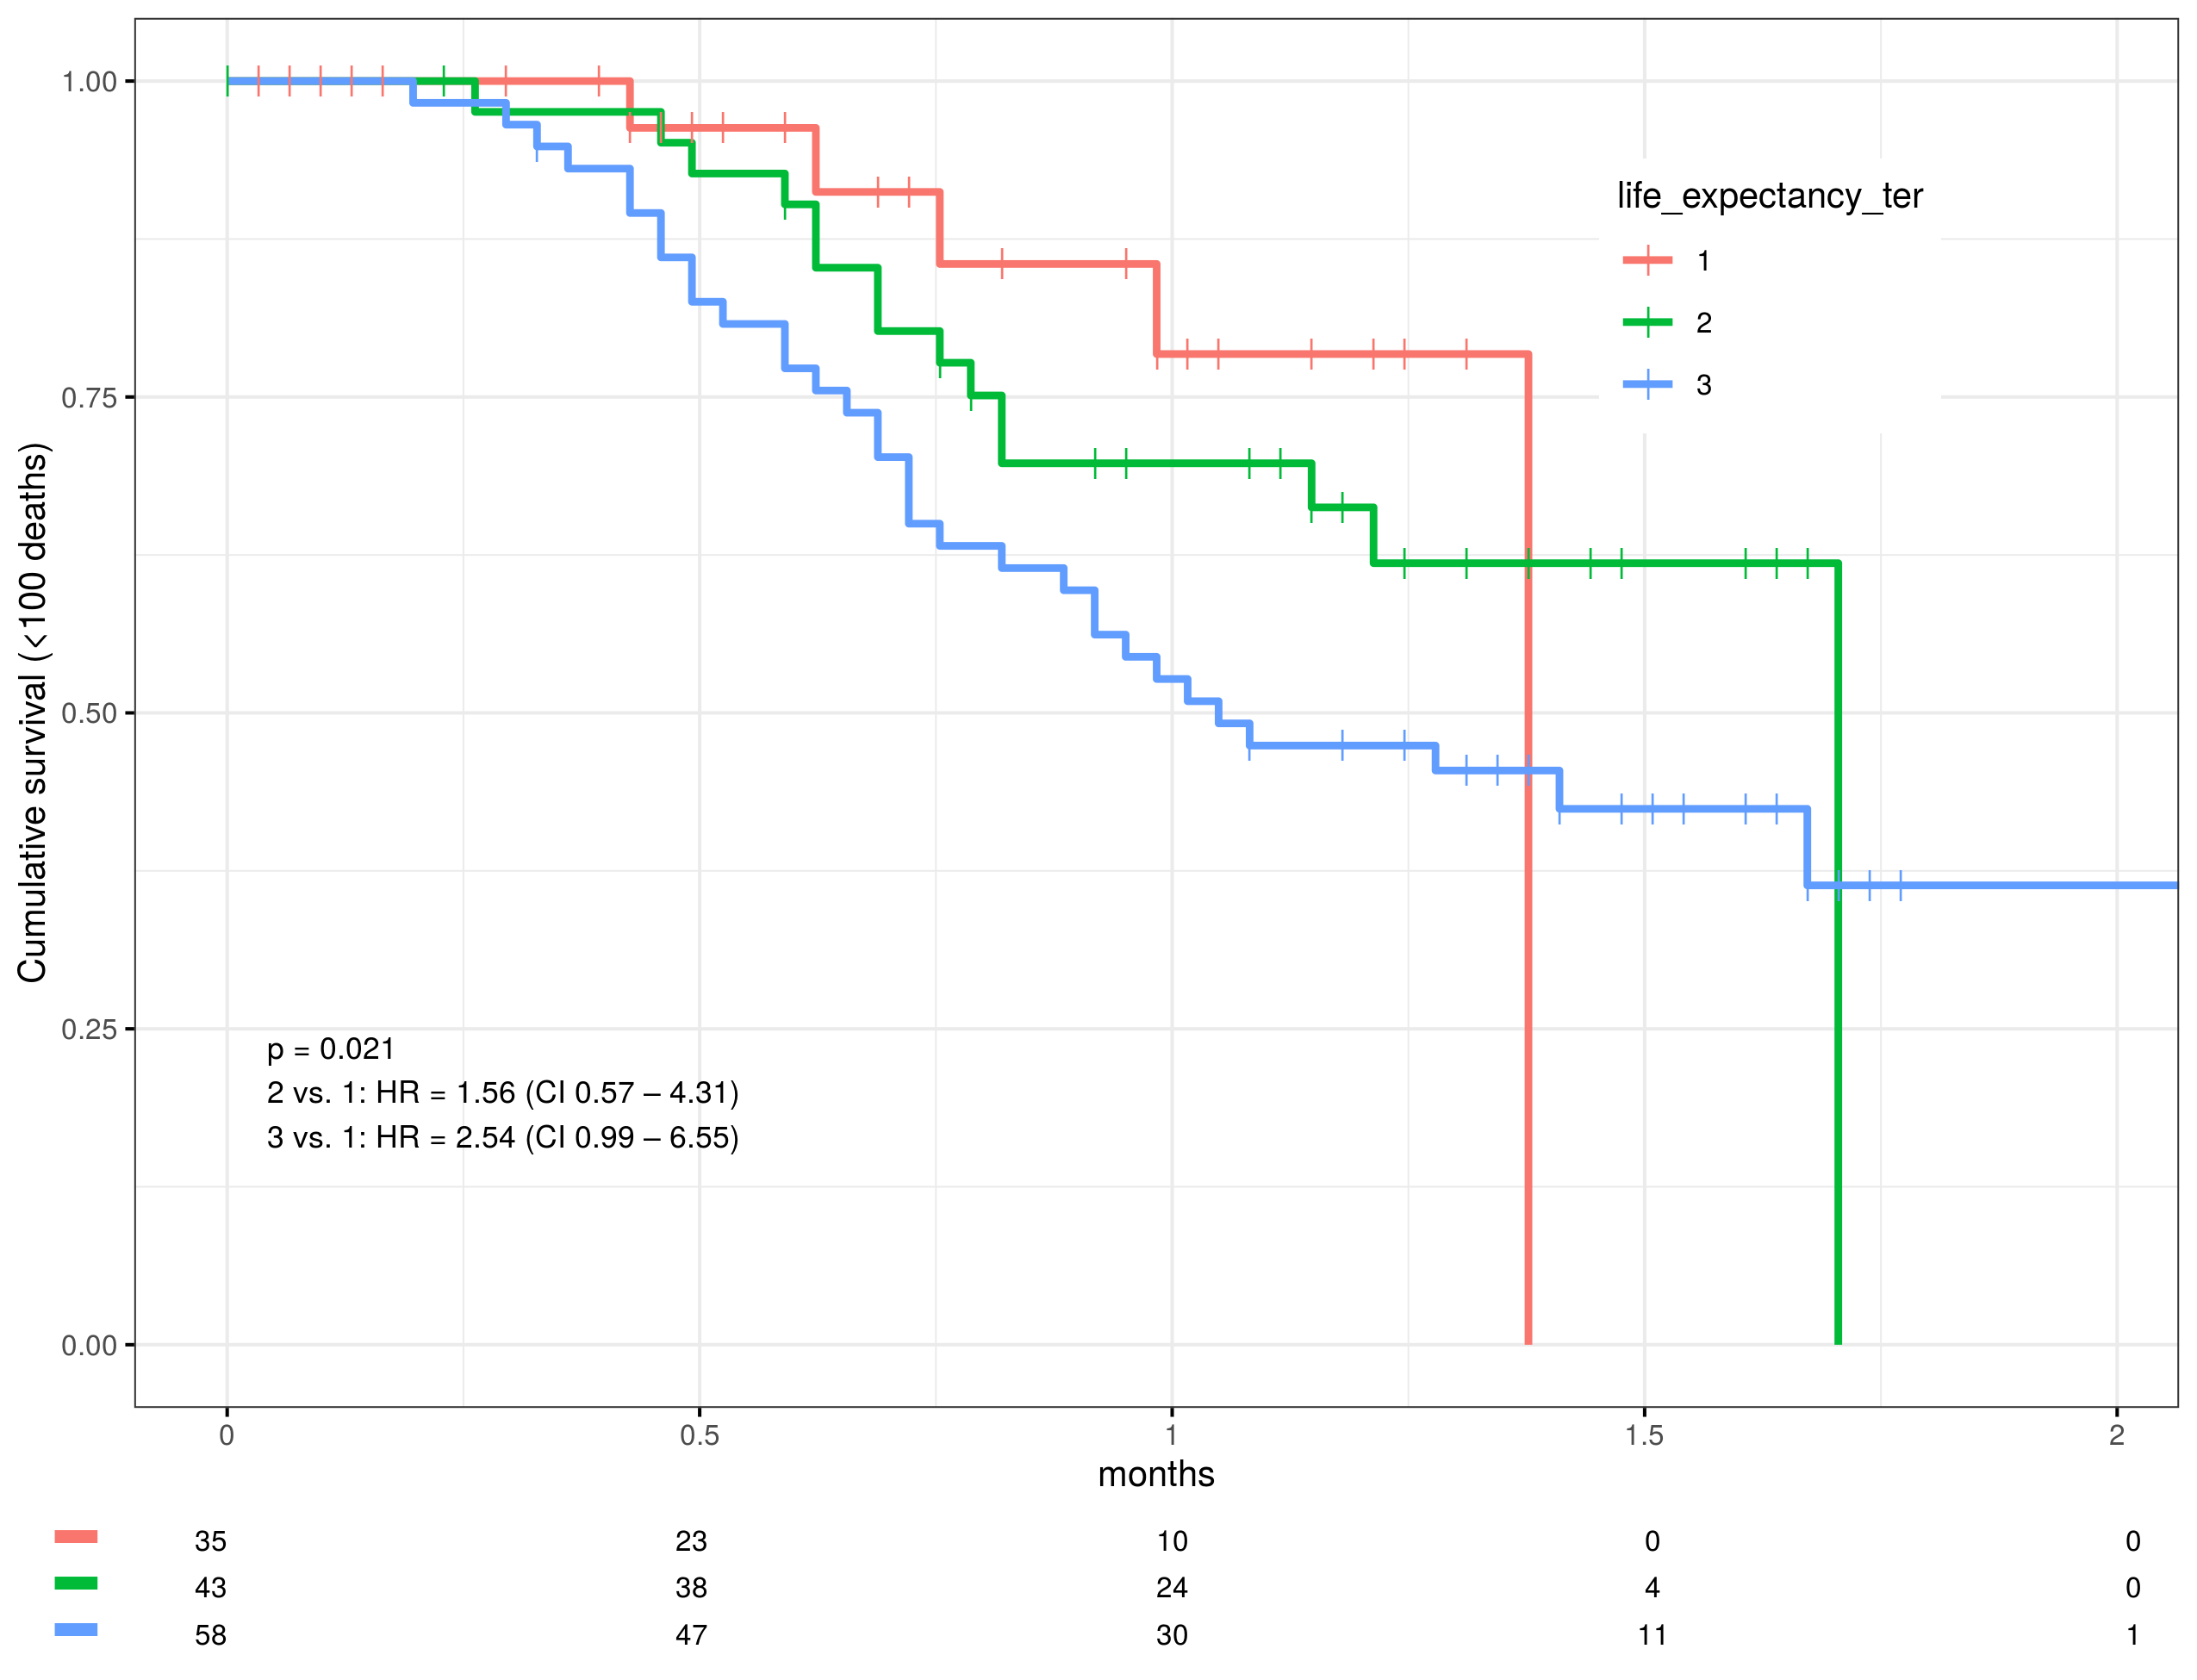 Cumulative survival (<100 deaths)
1.00
0.75
0.50
0.25
0.00
life_expectancy_ter
1
2
3
p = 0.021
2 vs. 1: HR = 1.56 (CI 0.57 – 4.31)
3 vs. 1: HR = 2.54 (CI 0.99 – 6.55)
0 0.5 1 1.5 2
months
35 23 10 0 0
43 38 24 4 0
58 47 30 11 1